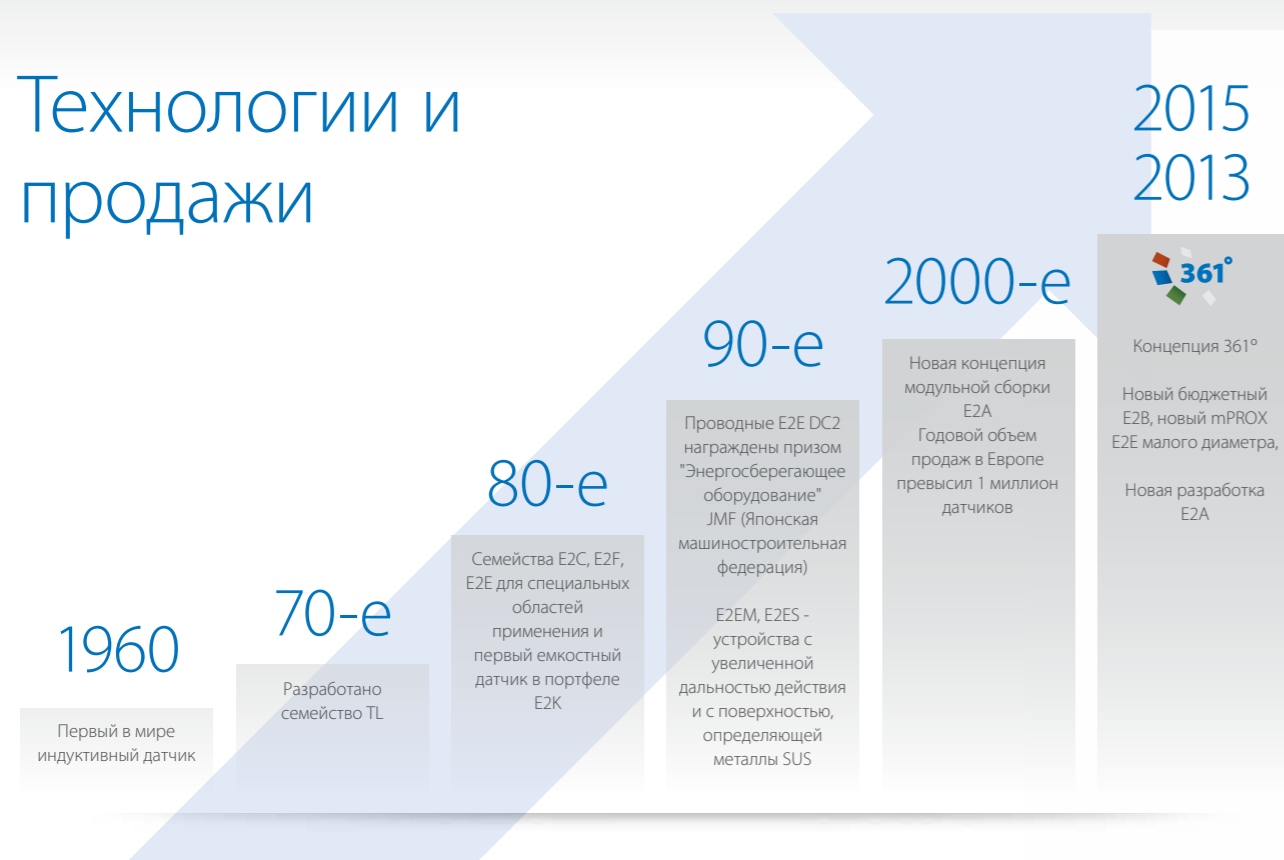 Технологии и
продажи
1960
Первый в мире
индуктивный датчик
70-е
Разработано
семейство TL
80-е
Семейства E2C, E2F,
E2E для специальных
областей
применения и
первый емкостный
датчик в портфеле
E2K
90-е
Проводные E2E DC2
награждены призом
"Энергосберегающее
оборудование"
JMF (Японская
машиностроительная
федерация)
E2EM, E2ES -
устройства с
увеличенной
дальностью действия
и с поверхностью,
определяющей
металлы SUS
2000-е
Новая концепция
модульной сборки
E2A
Годовой объем
продаж в Европе
превысил 1 миллион
датчиков
2015
2013
361°
Концепция 361°
Новый бюджетный
E2B, новый mPROX
E2E малого диаметра,
Новая разработка
E2A